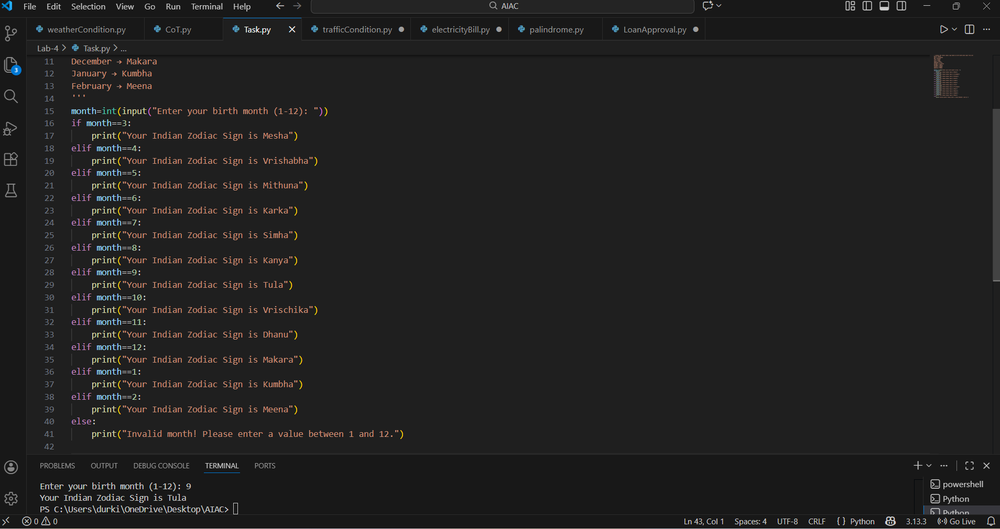 File Edit Selection View Go Run Terminal Help AIAC
weatherCondition.py CoT.py Task.py trafficCondition.py electricityBill.py palindrome.py LoanApproval.py
Lab-4 > Task.py > ...
3
11 December → Makara
12 January → Kumbha
13 February → Meena
14 '''
15 month=int(input("Enter your birth month (1-12): "))
16 if month==3:
17 print("Your Indian Zodiac Sign is Mesha")
18 elif month==4:
19 print("Your Indian Zodiac Sign is Vrishabha")
20 elif month==5:
21 print("Your Indian Zodiac Sign is Mithuna")
22 elif month==6:
23 print("Your Indian Zodiac Sign is Karka")
24 elif month==7:
25 print("Your Indian Zodiac Sign is Simha")
26 elif month==8:
27 print("Your Indian Zodiac Sign is Kanya")
28 elif month==9:
29 print("Your Indian Zodiac Sign is Tula")
30 elif month==10:
31 print("Your Indian Zodiac Sign is Vrischika")
32 elif month==11:
33 print("Your Indian Zodiac Sign is Dhanu")
34 elif month==12:
35 print("Your Indian Zodiac Sign is Makara")
36 elif month==1:
37 print("Your Indian Zodiac Sign is Kumbha")
38 elif month==2:
39 print("Your Indian Zodiac Sign is Meena")
40 else:
41 print("Invalid month! Please enter a value between 1 and 12.")
42
PROBLEMS OUTPUT DEBUG CONSOLE TERMINAL PORTS
Enter your birth month (1-12): 9
Your Indian Zodiac Sign is Tula
PS C:\Users\durki\OneDrive\Desktop\AIAC>
powershell
Python
Python
0 0 Ln 43, Col 1 Spaces: 4 UTF-8 CRLF {} Python 3.13.3 Go Live